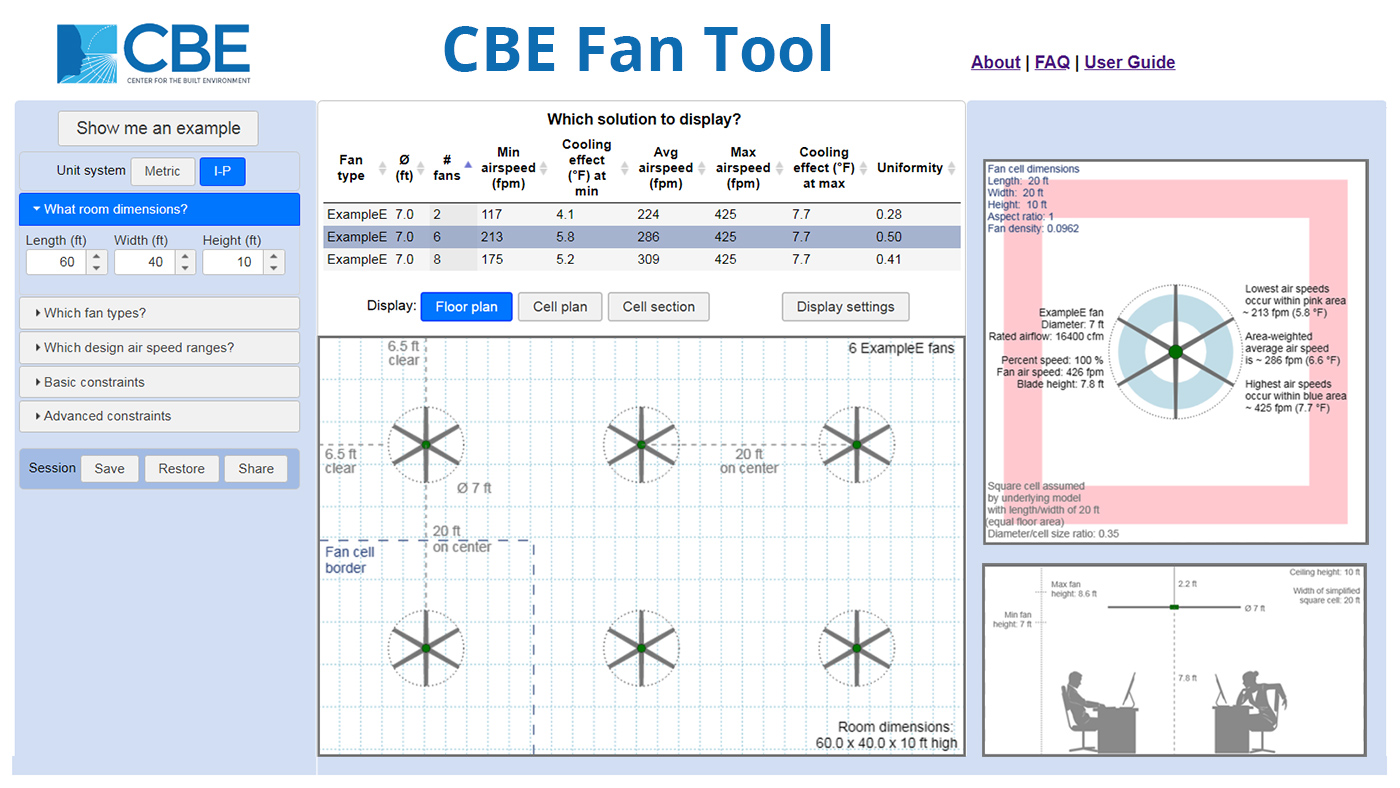 CBE
CENTER FOR THE BUILT ENVIRONMENT
CBE Fan Tool
About | FAQ | User Guide
Show me an example
Unit system Metric I-P
What room dimensions?
Length (ft) Width (ft) Height (ft)
60 40 10
Which fan types?
Which design air speed ranges?
Basic constraints
Advanced constraints
Session Save Restore Share
Which solution to display?
Fan type Ø (ft) # fans Min airspeed (fpm) Cooling effect (°F) at min Avg airspeed (fpm) Max airspeed (fpm) Cooling effect (°F) at max Uniformity
ExampleE 7.0 2 117 4.1 224 425 7.7 0.28
ExampleE 7.0 6 213 5.8 286 425 7.7 0.50
ExampleE 7.0 8 175 5.2 309 425 7.7 0.41
Display: Floor plan Cell plan Cell section Display settings
6.5 ft
clear
6 ExampleE fans
6.5 ft
clear
20 ft
on center
Ø 7 ft
20 ft
on center
Fan cell
border
Room dimensions:
60.0 x 40.0 x 10 ft high
Fan cell dimensions
Length: 20 ft
Width: 20 ft
Height: 10 ft
Aspect ratio: 1
Fan density: 0.0962
ExampleE fan
Diameter: 7 ft
Rated airflow: 16400 cfm
Percent speed: 100 %
Fan air speed: 426 fpm
Blade height: 7.8 ft
Lowest air speeds
occur within pink area
~ 213 fpm (5.8 °F)
Area-weighted
average air speed
is ~ 286 fpm (6.6 °F)
Highest air speeds
occur within blue area
~ 425 fpm (7.7 °F)
Square cell assumed
by underlying model
with length/width of 20 ft
(equal floor area)
Diameter/cell size ratio: 0.35
Max fan
height: 8.6 ft
Min fan
height: 7 ft
2.2 ft
Ø 7 ft
7.8 ft
Ceiling height: 10 ft
Width of simplified
square cell: 20 ft